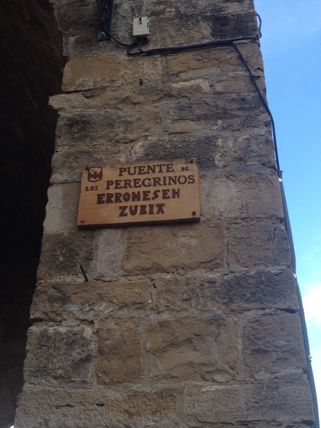 PUENTE DE
LOS PEREGRINOS
ERROMESEN
ZUBIA